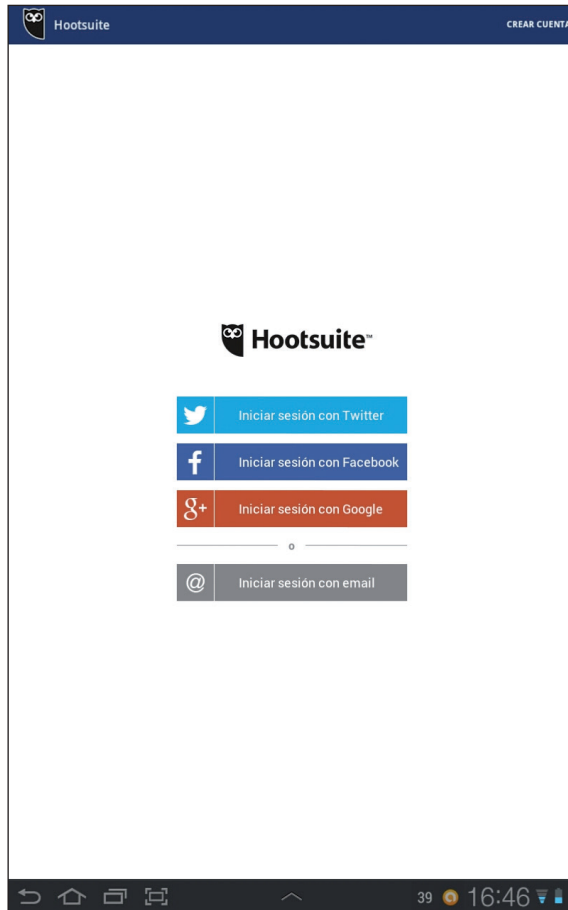 Hootsuite
CREAR CUENTA
Hootsuite™
Iniciar sesión con Twitter
f Iniciar sesión con Facebook
g+ Iniciar sesión con Google
o
@ Iniciar sesión con email
39 16:46